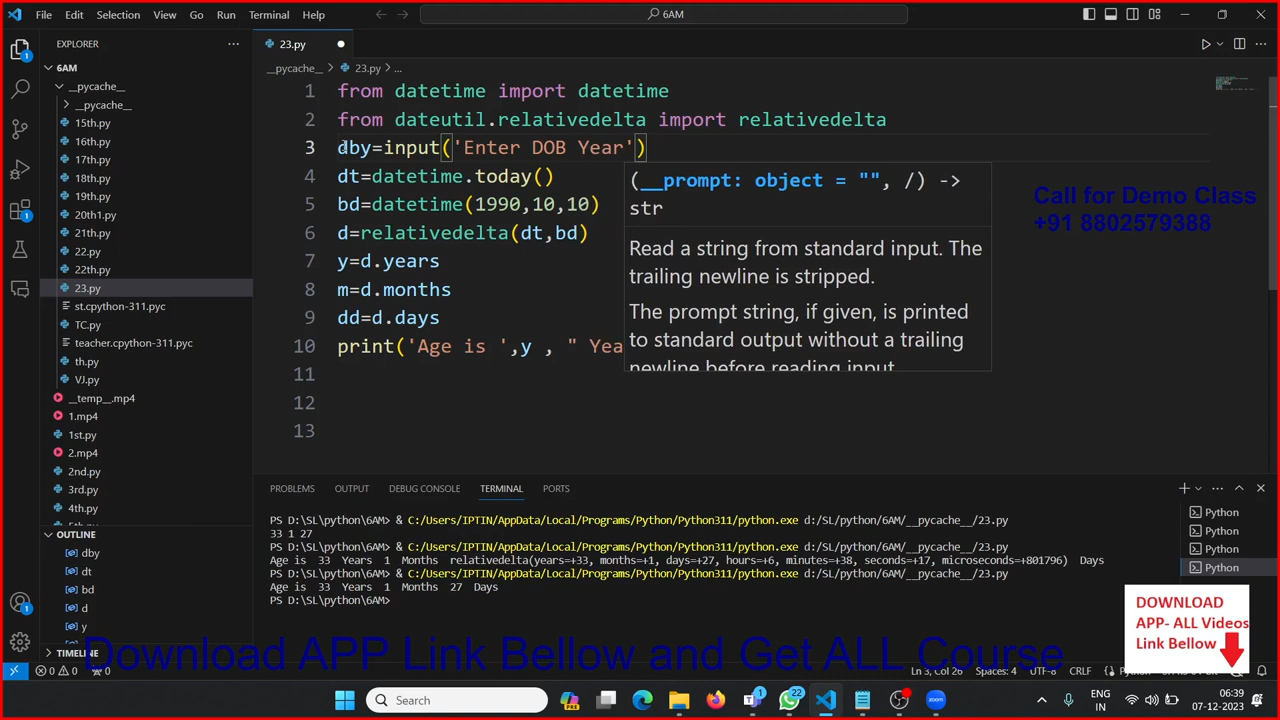 File Edit Selection View Go Run Terminal Help
6AM
EXPLORER
23.py
6AM
__pycache__ > 23.py > ...
__pycache__
__pycache__
15th.py
16th.py
17th.py
18th.py
19th.py
20th1.py
21th.py
22.py
22th.py
23.py
st.cpython-311.pyc
TC.py
teacher.cpython-311.pyc
th.py
VJ.py
__temp__.mp4
1.mp4
1st.py
2.mp4
2nd.py
3rd.py
4th.py
OUTLINE
dby
dt
bd
d
y
TIMELINE
1 from datetime import datetime
2 from dateutil.relativedelta import relativedelta
3 dby=input('Enter DOB Year')
4 dt=datetime.today()
5 bd=datetime(1990,10,10)
6 d=relativedelta(dt,bd)
7 y=d.years
8 m=d.months
9 dd=d.days
10 print('Age is ',y , " Yea
11
12
13
(__prompt: object = "", /) ->
str
Read a string from standard input. The
trailing newline is stripped.
The prompt string, if given, is printed
to standard output without a trailing
newline before reading input.
Call for Demo Class
+91 8802579388
PROBLEMS OUTPUT DEBUG CONSOLE TERMINAL PORTS
PS D:\SL\python\6AM> & C:/Users/IPTIN/AppData/Local/Programs/Python/Python311/python.exe d:/SL/python/6AM/__pycache__/23.py
33 1 27
PS D:\SL\python\6AM> & C:/Users/IPTIN/AppData/Local/Programs/Python/Python311/python.exe d:/SL/python/6AM/__pycache__/23.py
Age is 33 Years 1 Months relativedelta(years=+33, months=+1, days=+27, hours=+6, minutes=+38, seconds=+17, microseconds=+801796) Days
PS D:\SL\python\6AM> & C:/Users/IPTIN/AppData/Local/Programs/Python/Python311/python.exe d:/SL/python/6AM/__pycache__/23.py
Age is 33 Years 1 Months 27 Days
PS D:\SL\python\6AM>
Python
Python
Python
Python
DOWNLOAD
APP- ALL Videos
Link Bellow
Download APP Link Bellow and Get ALL Course
0 0 0 Ln 3, Col 26 Spaces: 4 UTF-8 CRLF
Search
ENG
IN
06:39
07-12-2023